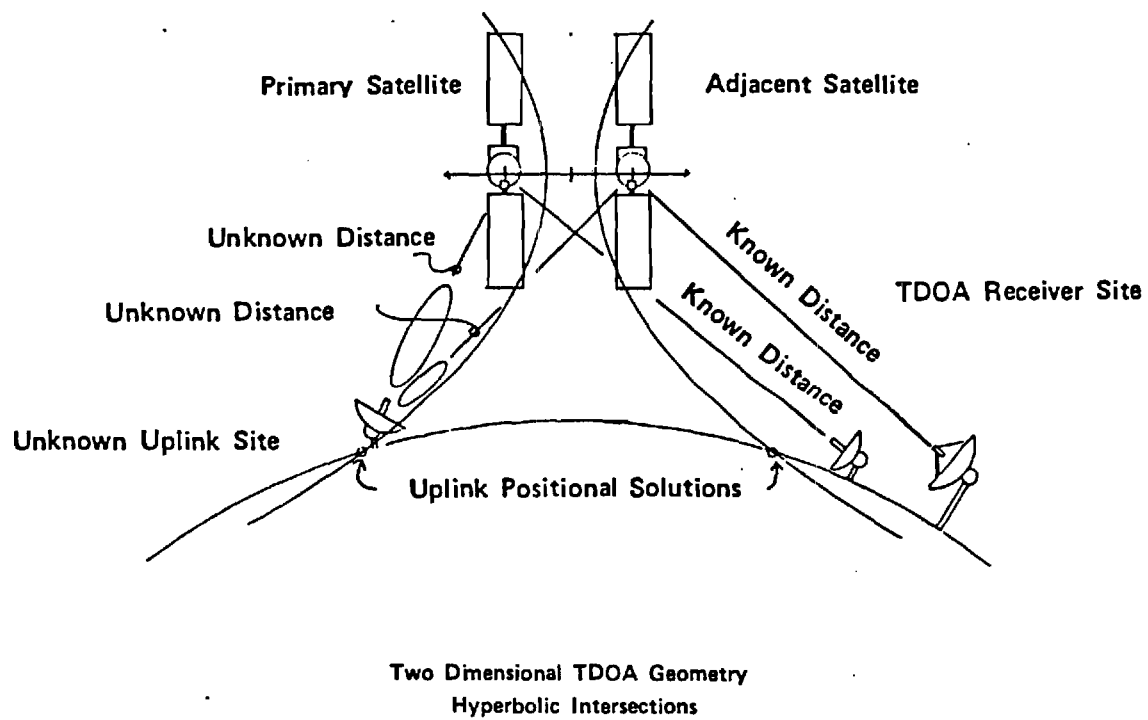 Primary Satellite
Adjacent Satellite
Unknown Distance
Known Distance
TDOA Receiver Site
Unknown Distance
Known Distance
Unknown Uplink Site
Uplink Positional Solutions
Two Dimensional TDOA Geometry
Hyperbolic Intersections